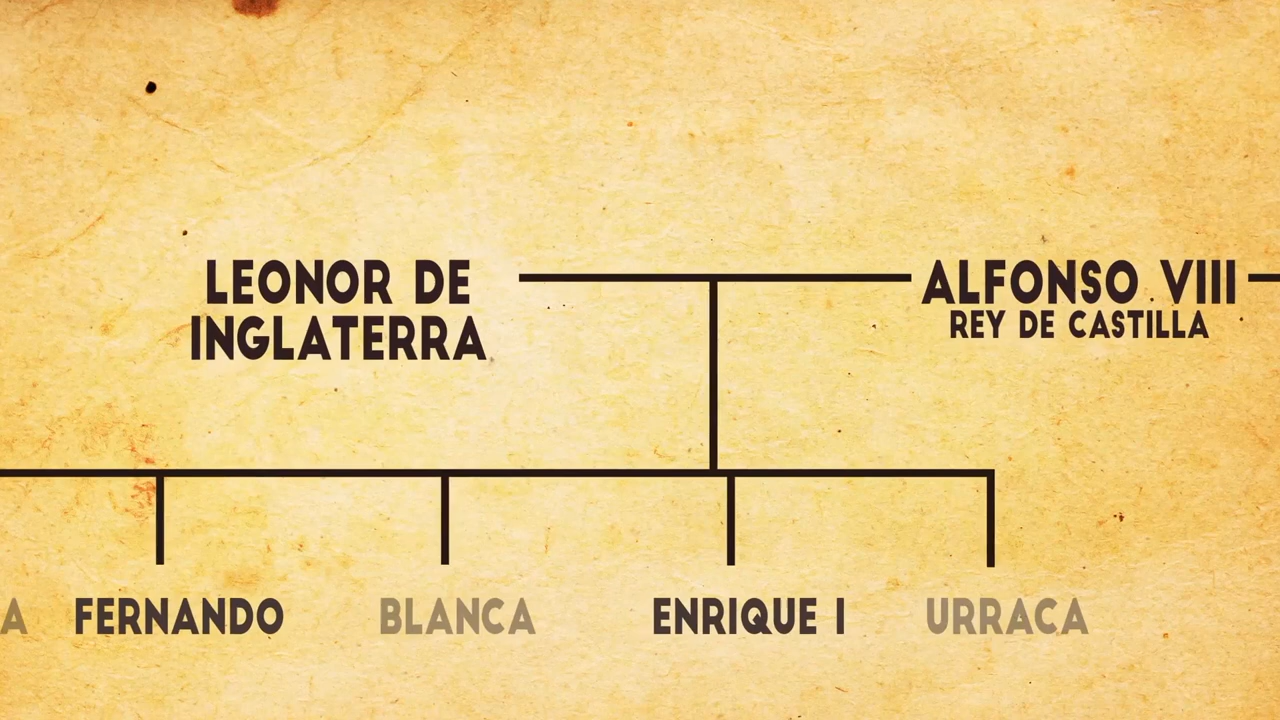 LEONOR DE
INGLATERRA
ALFONSO VIII
REY DE CASTILLA
A FERNANDO BLANCA ENRIQUE I URRACA